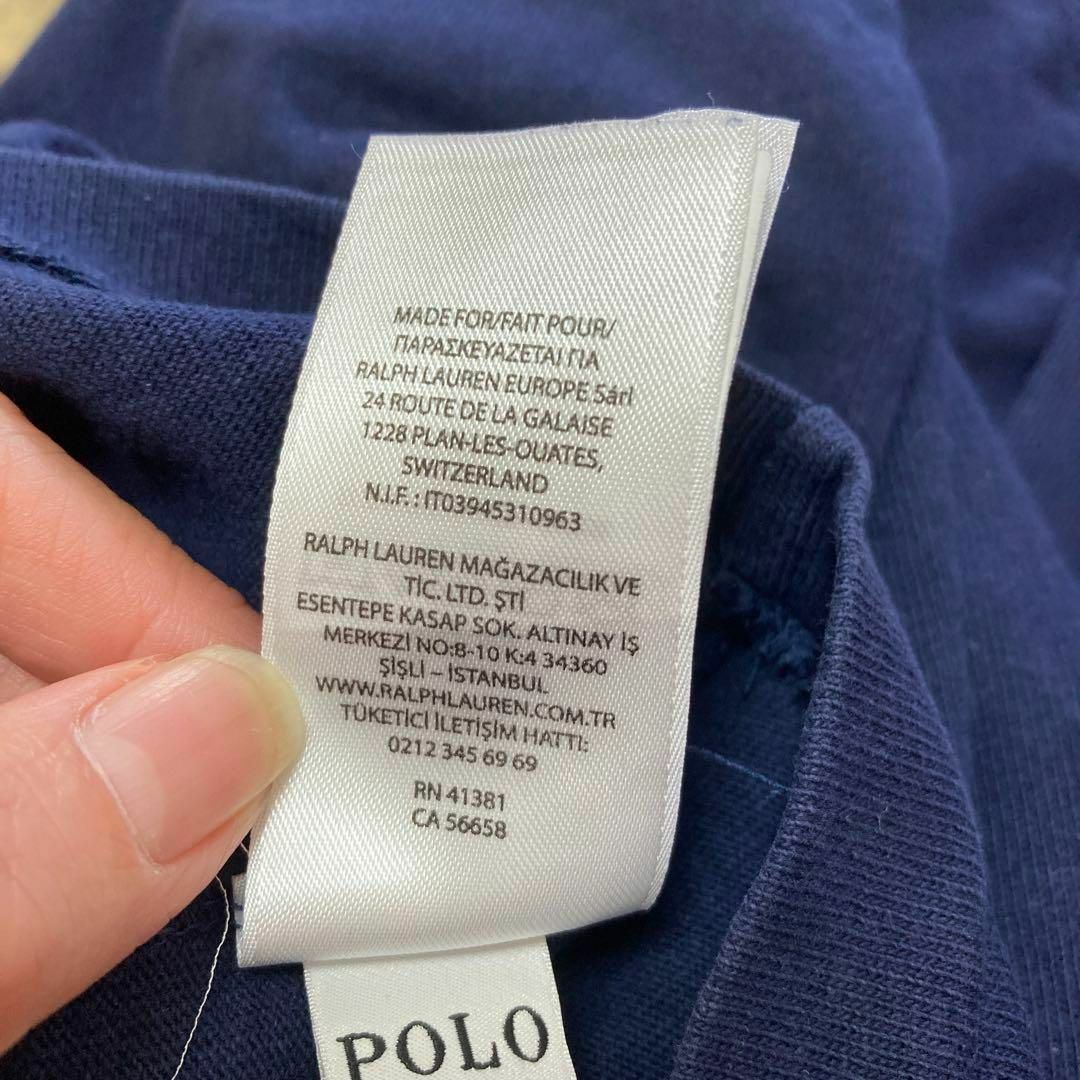 MADE FOR/FAIT POUR/
ΠΑΡΑΣΚΕΥΑΖΕΤΑΙ ΓΙΑ
RALPH LAUREN EUROPE Sárl
24 ROUTE DE LA GALAISE
1228 PLAN-LES-OUATES,
SWITZERLAND
N.I.F. : IT03945310963
RALPH LAUREN MAĞAZACILIK VE
TİC. LTD. ŞTİ
ESENTEPE KASAP SOK. ALTINAY İŞ
MERKEZİ NO:8-10 K:4 34360
ŞİŞLİ – İSTANBUL
WWW.RALPHLAUREN.COM.TR
TÜKETİCİ İLETİŞİM HATTI:
0212 345 69 69
RN 41381
CA 56658
POLO